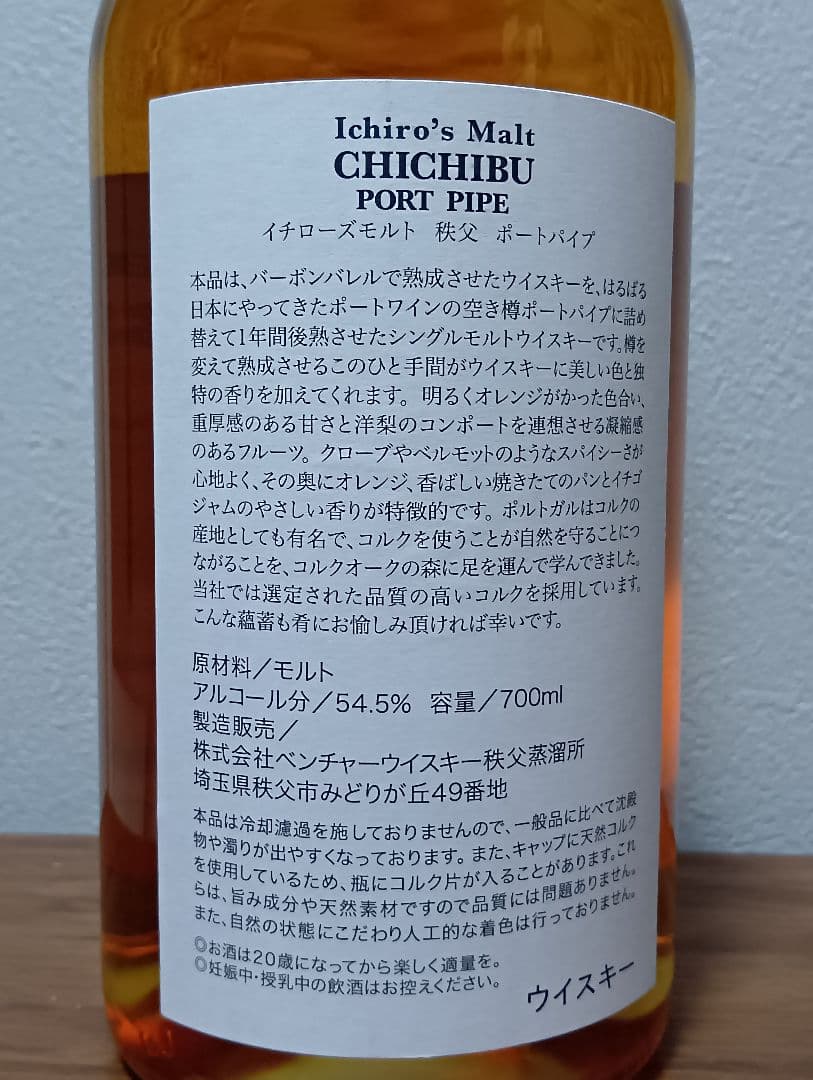 Ichiro's Malt
CHICHIBU
PORT PIPE
イチローズモルト 秩父 ポートパイプ
本品は、バーボンバレルで熟成させたウイスキーを、はるばる
日本にやってきたポートワインの空き樽ポートパイプに詰め
替えて1年間後熟させたシングルモルトウイスキーです。樽を
変えて熟成させるこのひと手間がウイスキーに美しい色と独
特の香りを加えてくれます。明るくオレンジがかった色合い、
重厚感のある甘さと洋梨のコンポートを連想させる凝縮感
のあるフルーツ。クローブやベルモットのようなスパイシーさが
心地よく、その奥にオレンジ、香ばしい焼きたてのパンとイチゴ
ジャムのやさしい香りが特徴的です。ポルトガルはコルクの
産地としても有名で、コルクを使うことが自然を守ることにつ
ながることを、コルクオークの森に足を運んで学んできました。
当社では選定された品質の高いコルクを採用しています。
こんな蘊蓄も肴にお愉しみ頂ければ幸いです。
原材料/モルト
アルコール分/54.5% 容量/700ml
製造販売/
株式会社ベンチャーウイスキー秩父蒸溜所
埼玉県秩父市みどりが丘49番地
本品は冷却濾過を施しておりませんので、一般品に比べて沈殿
物や濁りが出やすくなっております。また、キャップに天然コルク
を使用しているため、瓶にコルク片が入ることがあります。これ
らは、旨み成分や天然素材ですので品質には問題ありません。
また、自然の状態にこだわり人工的な着色は行っておりません。
◎お酒は20歳になってから楽しく適量を。
◎妊娠中・授乳中の飲酒はお控えください。
ウイスキー